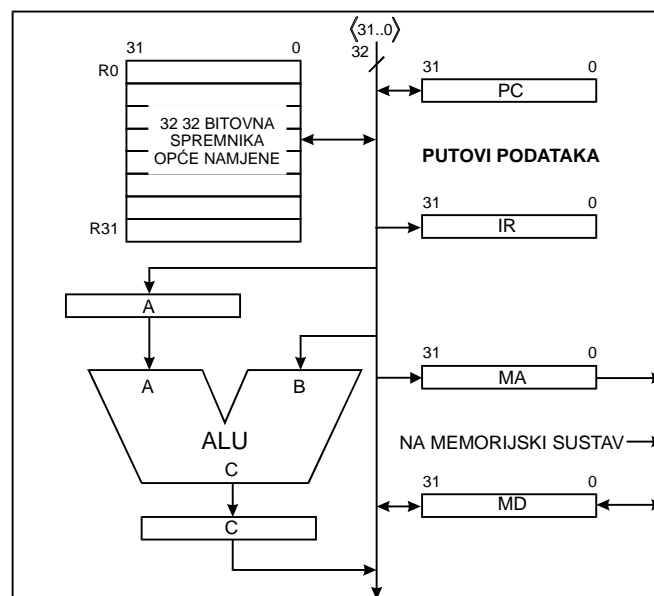 ⟨31..0⟩
32
31 0
R0
32 32 BITOVNA
SPREMNIKA
OPĆE NAMJENE
R31
31 0
PC
PUTOVI PODATAKA
31 0
IR
A
A
B
ALU
C
C
31 0
MA
NA MEMORIJSKI SUSTAV
31 0
MD